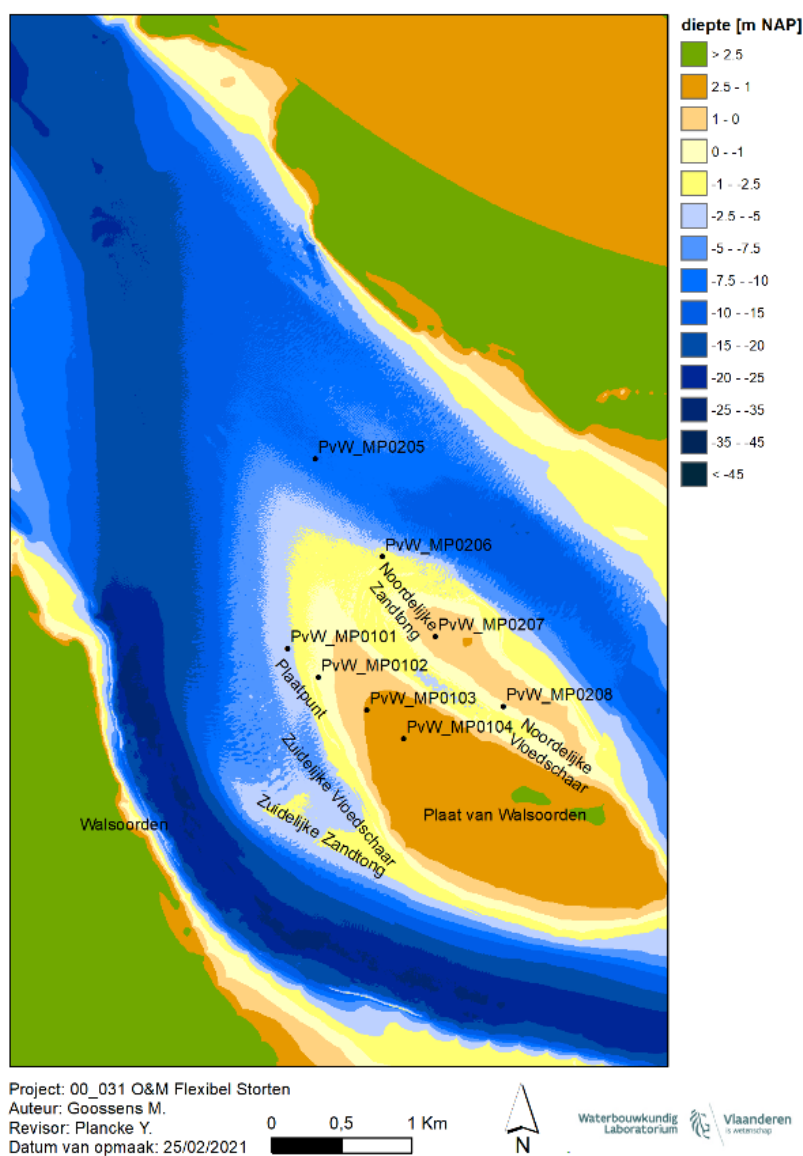 diepte [m NAP]
> 2.5
2.5 - 1
1 - 0
0 - -1
-1 - -2.5
-2.5 - -5
-5 - -7.5
-7.5 - -10
-10 - -15
-15 - -20
-20 - -25
-25 - -35
-35 - -45
< -45
PvW_MP0205
PvW_MP0206
Noordelijke
Zandtong
PvW_MP0207
PvW_MP0101
PvW_MP0102
Plaatpunt
PvW_MP0103
PvW_MP0208
PvW_MP0104
Noordelijke
Vloedschaar
Zuidelijke Vloedschaar
Zuidelijke Zandtong
Plaat van Walsoorden
Walsoorden
Project: 00_031 O&M Flexibel Storten
Auteur: Goossens M.
Revisor: Plancke Y.
Datum van opmaak: 25/02/2021
0 0,5 1 Km
N
Waterbouwkundig
Laboratorium
Vlaanderen
is wetenschap